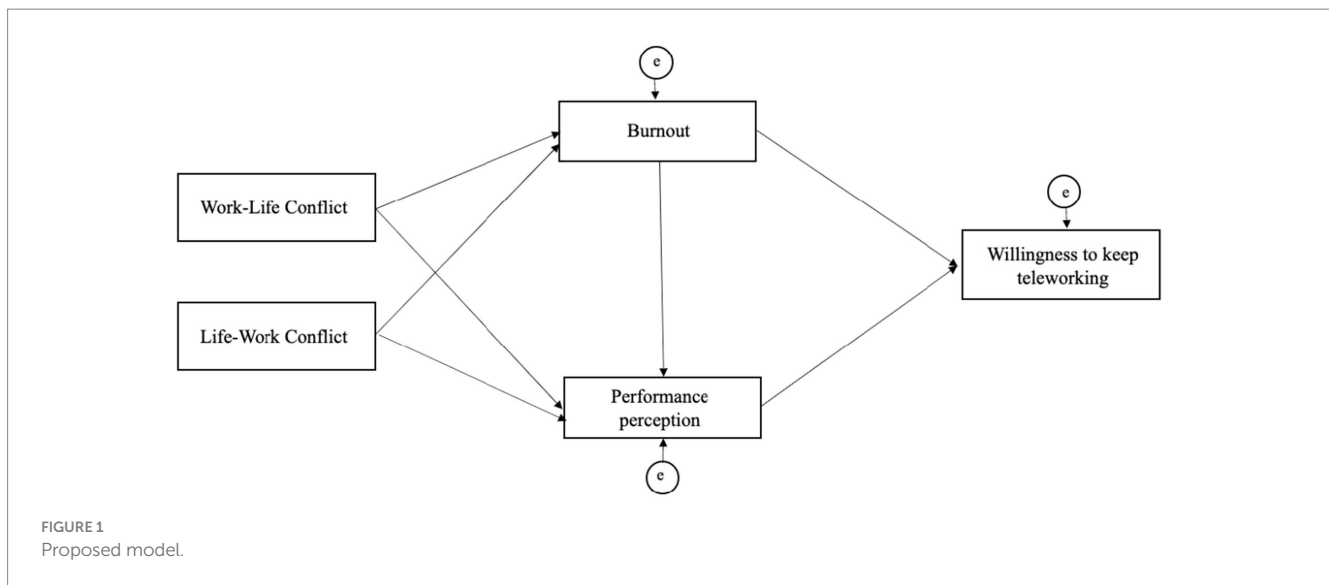 e
Burnout
Work-Life Conflict
e
Willingness to keep
teleworking
Life-Work Conflict
Performance
perception
e
FIGURE 1
Proposed model.